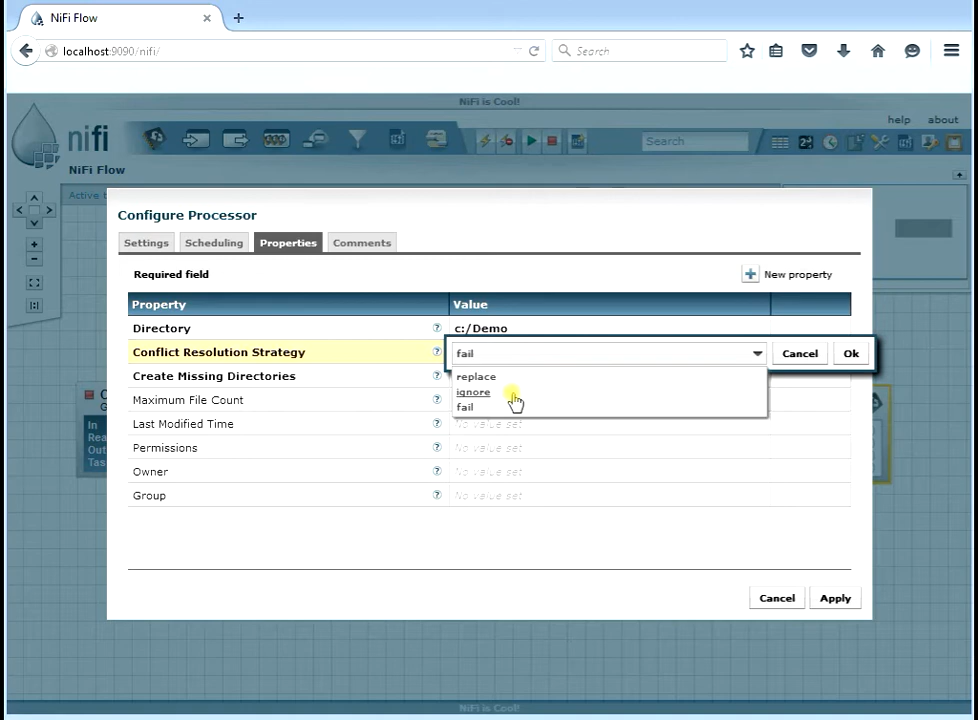 NiFi Flow
localhost:9090/nifi/
Search
NiFi is Cool!
nifi
Search
help about
NiFi Flow
Configure Processor
Settings Scheduling Properties Comments
Required field
New property
Property Value
Directory c:/Demo
Conflict Resolution Strategy fail Cancel Ok
Create Missing Directories replace
ignore
Maximum File Count
fail
Last Modified Time No value set
Permissions No value set
Owner No value set
Group No value set
In
Out
Cancel Apply
NiFi is Cool!